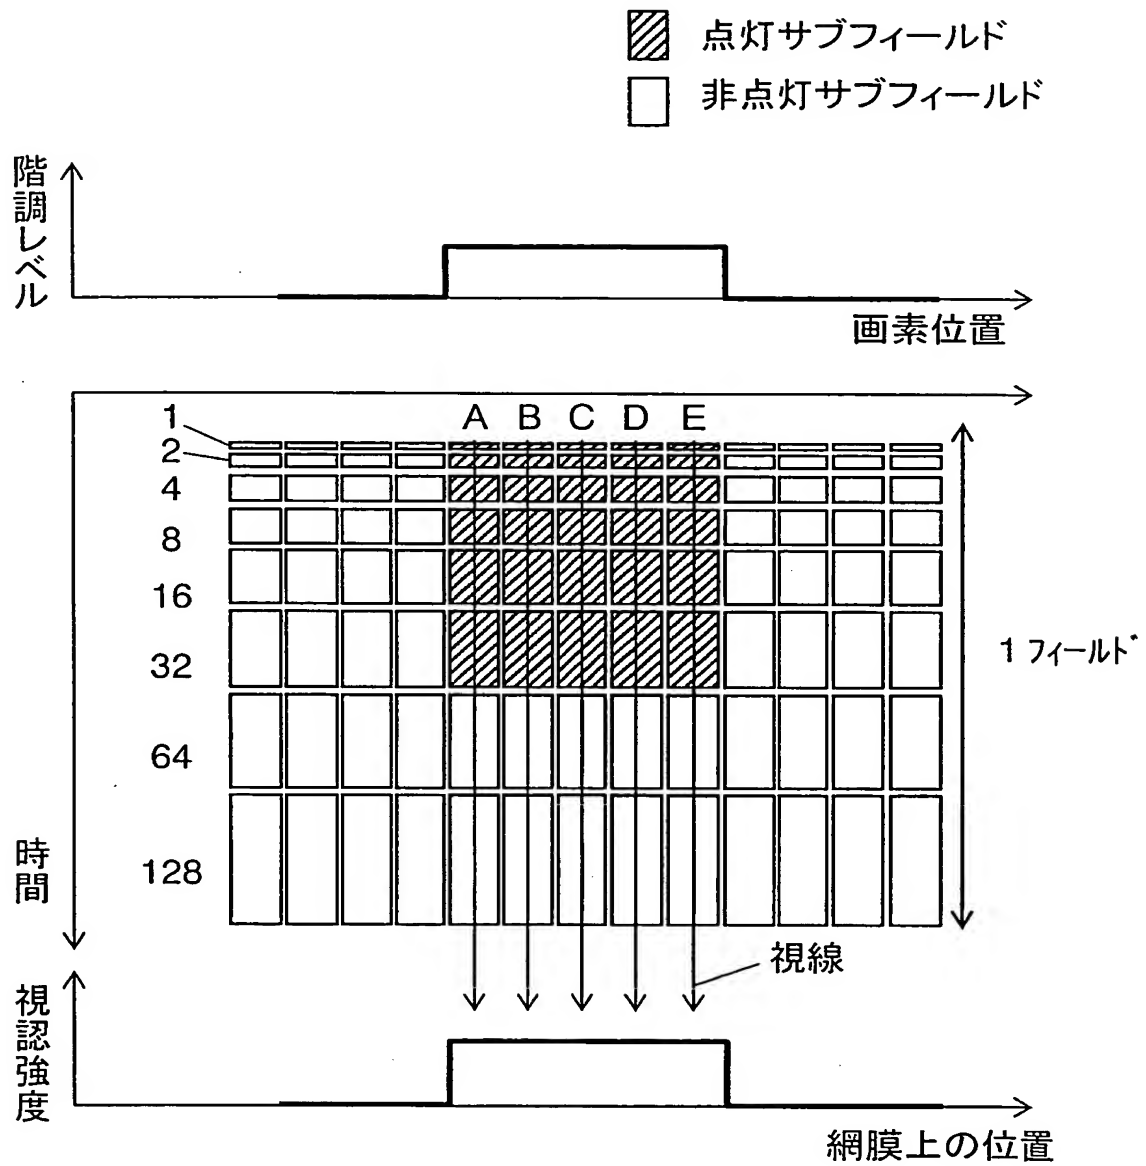 点灯サブフィールド
非点灯サブフィールド
階調レベル
画素位置
A B C D E
1
2
4
8
16
32
64
128
1フィールド
時間
視線
視認強度
網膜上の位置